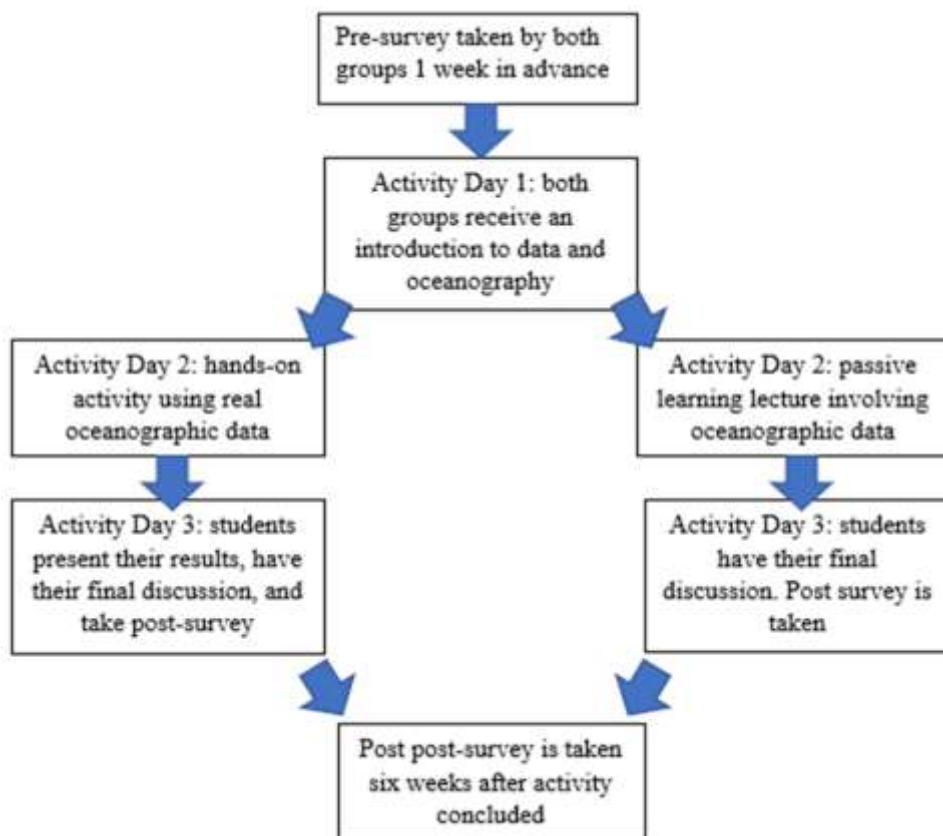 Pre-survey taken by both
groups 1 week in advance
Activity Day 1: both
groups receive an
introduction to data and
oceanography
Activity Day 2: hands-on
activity using real
oceanographic data
Activity Day 2: passive
learning lecture involving
oceanographic data
Activity Day 3: students
present their results, have
their final discussion, and
take post-survey
Activity Day 3: students
have their final
discussion. Post survey is
taken
Post post-survey is taken
six weeks after activity
concluded